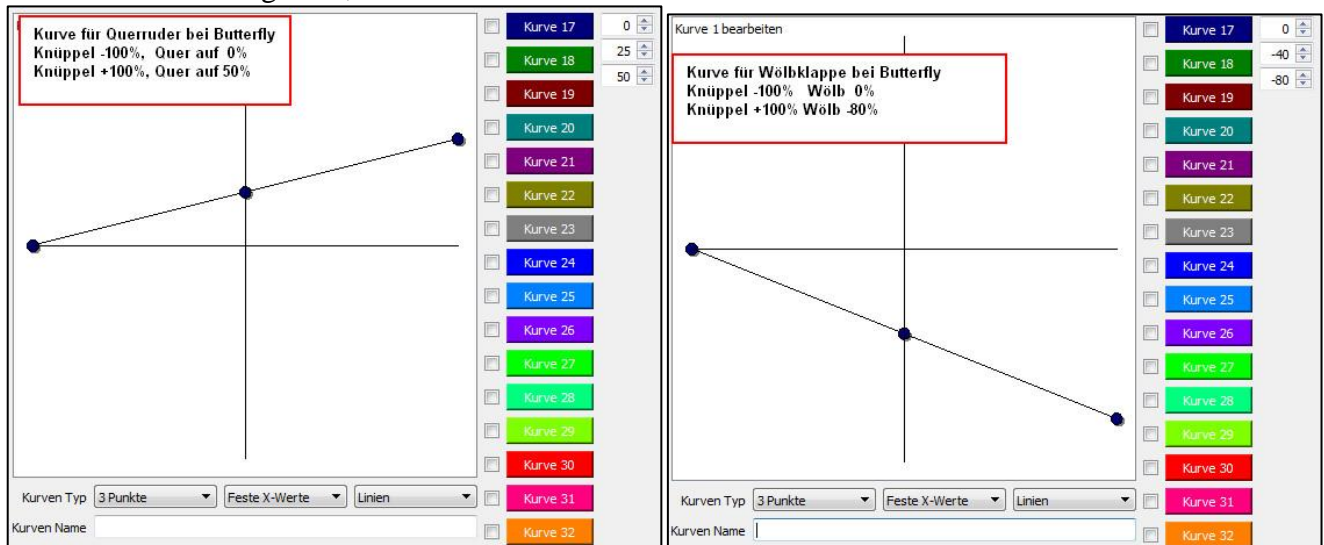 Kurve für Querruder bei Butterfly
Knüppel -100%, Quer auf 0%
Knüppel +100%, Quer auf 50%
Kurve 17
0
Kurve 18
25
50
Kurve 19
Kurve 20
Kurve 21
Kurve 22
Kurve 23
Kurve 24
Kurve 25
Kurve 26
Kurve 27
Kurve 28
Kurve 29
Kurve 30
Kurven Typ 3 Punkte Feste X-Werte Linien Kurve 31
Kurven Name Kurve 32
Kurve 1 bearbeiten
Kurve für Wölbklappe bei Butterfly
Knüppel -100% Wölb 0%
Knüppel +100% Wölb -80%
Kurve 17
0
Kurve 18
-40
-80
Kurve 19
Kurve 20
Kurve 21
Kurve 22
Kurve 23
Kurve 24
Kurve 25
Kurve 26
Kurve 27
Kurve 28
Kurve 29
Kurve 30
Kurven Typ 3 Punkte Feste X-Werte Linien Kurve 31
Kurven Name Kurve 32